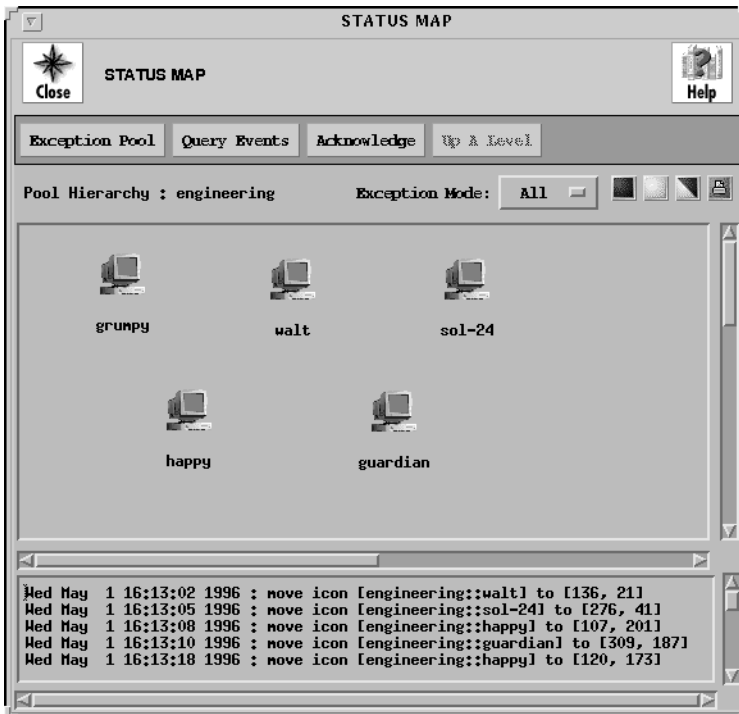 STATUS MAP
Close
STATUS MAP
Help
Exception Pool Query Events Acknowledge Up A Level
Pool Hierarchy : engineering Exception Mode: All
grumpy walt sol-24
happy guardian
Wed May 1 16:13:02 1996 : move icon [engineering::walt] to [136, 21]
Wed May 1 16:13:05 1996 : move icon [engineering::sol-24] to [276, 41]
Wed May 1 16:13:08 1996 : move icon [engineering::happy] to [107, 201]
Wed May 1 16:13:10 1996 : move icon [engineering::guardian] to [309, 187]
Wed May 1 16:13:18 1996 : move icon [engineering::happy] to [120, 173]